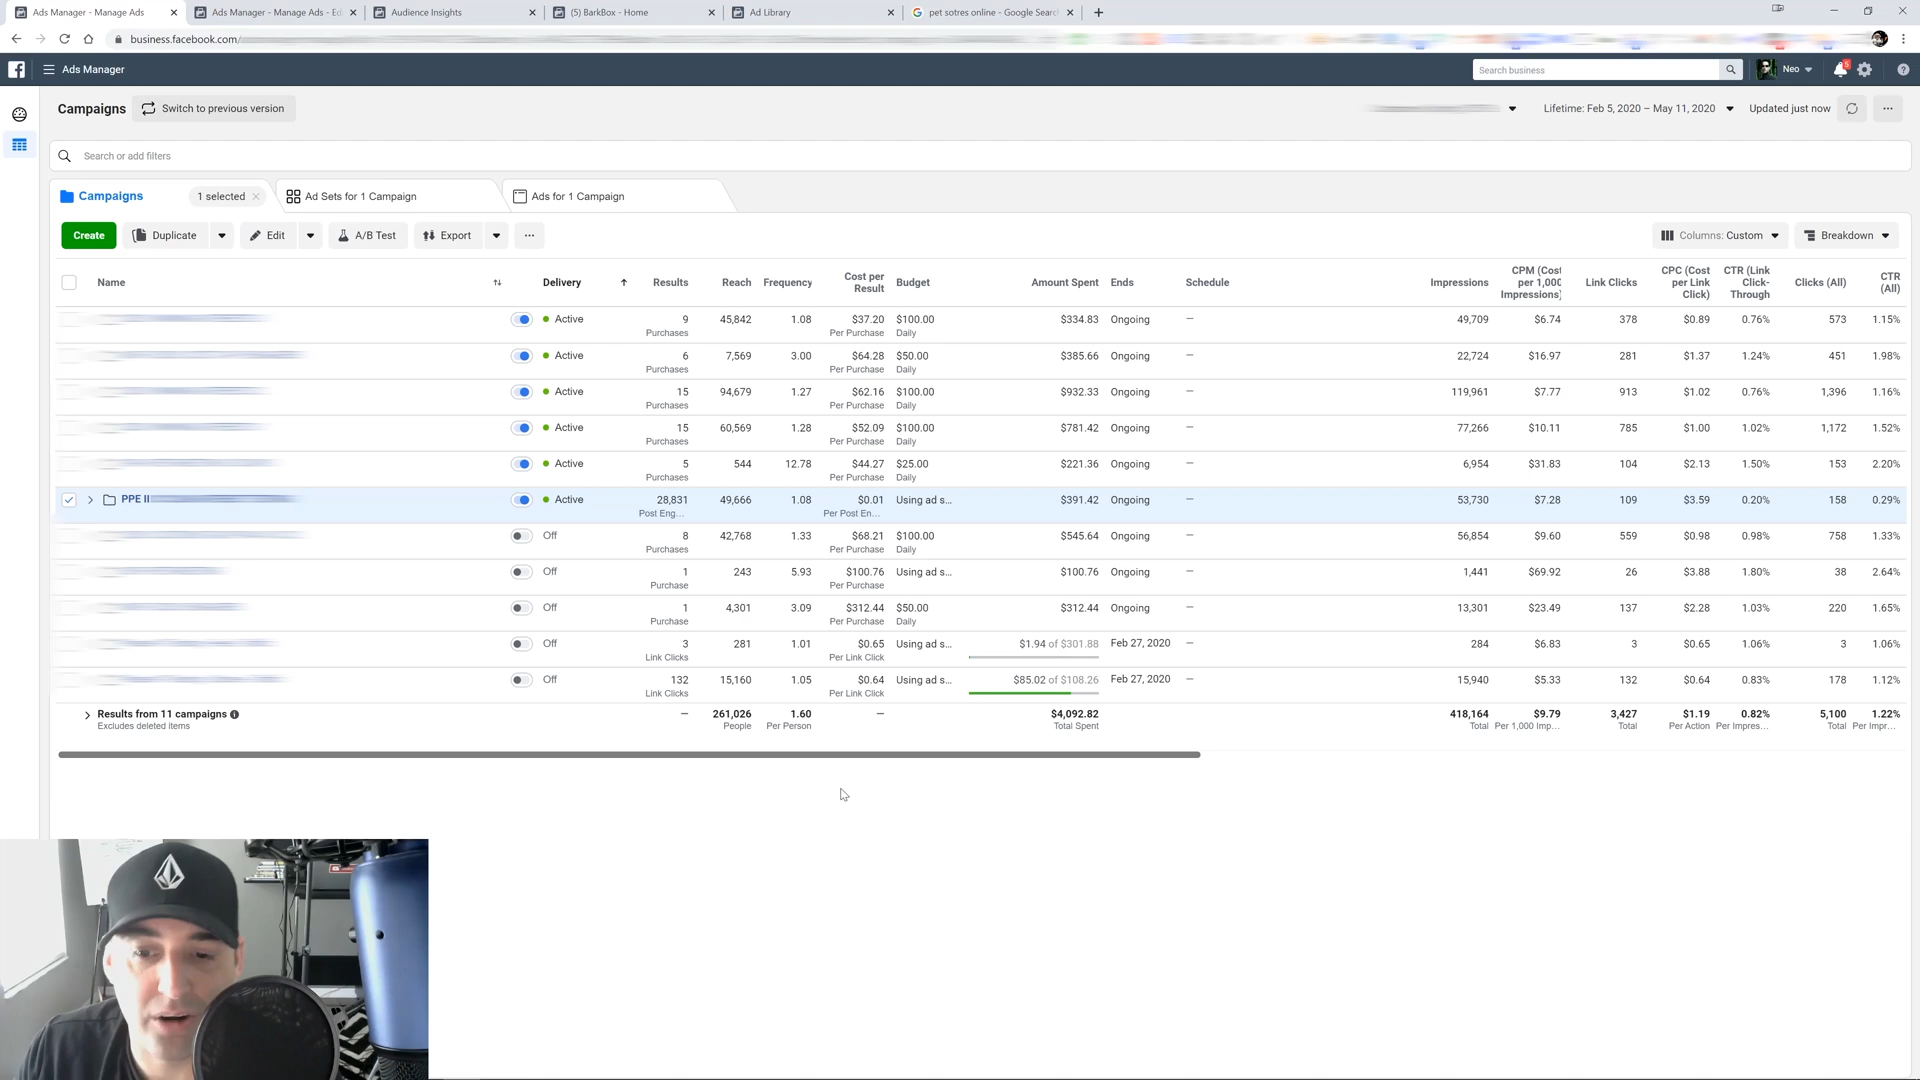 Ads Manager - Manage Ads
Ads Manager - Manage Ads - Ed
Audience Insights
(5) BarkBox - Home
Ad Library
pet sotres online - Google Searc
business.facebook.com/
Ads Manager
Search business
Neo
5
Campaigns
Switch to previous version
Lifetime: Feb 5, 2020 – May 11, 2020
Updated just now
Search or add filters
Campaigns
1 selected
Ad Sets for 1 Campaign
Ads for 1 Campaign
Create
Duplicate
Edit
A/B Test
Export
Columns: Custom
Breakdown
Name Delivery Results Reach Frequency Cost per Result Budget Amount Spent Ends Schedule Impressions CPM (Cost per 1,000 Impressions) Link Clicks CPC (Cost per Link Click) CTR (Link Click-Through CTR (All) Clicks (All)
Active 9 45,842 1.08 $37.20 $100.00 $334.83 Ongoing — 49,709 $6.74 378 $0.89 0.76% 573 1.15%
Purchases Per Purchase Daily
Active 6 7,569 3.00 $64.28 $50.00 $385.66 Ongoing — 22,724 $16.97 281 $1.37 1.24% 451 1.98%
Purchases Per Purchase Daily
Active 15 94,679 1.27 $62.16 $100.00 $932.33 Ongoing — 119,961 $7.77 913 $1.02 0.76% 1,396 1.16%
Purchases Per Purchase Daily
Active 15 60,569 1.28 $52.09 $100.00 $781.42 Ongoing — 77,266 $10.11 785 $1.00 1.02% 1,172 1.52%
Purchases Per Purchase Daily
Active 5 544 12.78 $44.27 $25.00 $221.36 Ongoing — 6,954 $31.83 104 $2.13 1.50% 153 2.20%
Purchases Per Purchase Daily
PPE II Active 28,831 49,666 1.08 $0.01 Using ad s... $391.42 Ongoing — 53,730 $7.28 109 $3.59 0.20% 158 0.29%
Post Eng... Per Post En...
Off 8 42,768 1.33 $68.21 $100.00 $545.64 Ongoing — 56,854 $9.60 559 $0.98 0.98% 758 1.33%
Purchases Per Purchase Daily
Off 1 243 5.93 $100.76 Using ad s... $100.76 Ongoing — 1,441 $69.92 26 $3.88 1.80% 38 2.64%
Purchase Per Purchase
Off 1 4,301 3.09 $312.44 $50.00 $312.44 Ongoing — 13,301 $23.49 137 $2.28 1.03% 220 1.65%
Purchase Per Purchase Daily
Off 3 281 1.01 $0.65 Using ad s... $1.94 of $301.88 Feb 27, 2020 — 284 $6.83 3 $0.65 1.06% 3 1.06%
Link Clicks Per Link Click
Off 132 15,160 1.05 $0.64 Using ad s... $85.02 of $108.26 Feb 27, 2020 — 15,940 $5.33 132 $0.64 0.83% 178 1.12%
Link Clicks Per Link Click
Results from 11 campaigns — 261,026 1.60 — $4,092.82 418,164 $9.79 3,427 $1.19 0.82% 5,100 1.22%
Excludes deleted items People Per Person Total Spent Total Per 1,000 Imp... Total Per Action Per Impres... Total Per Impr...